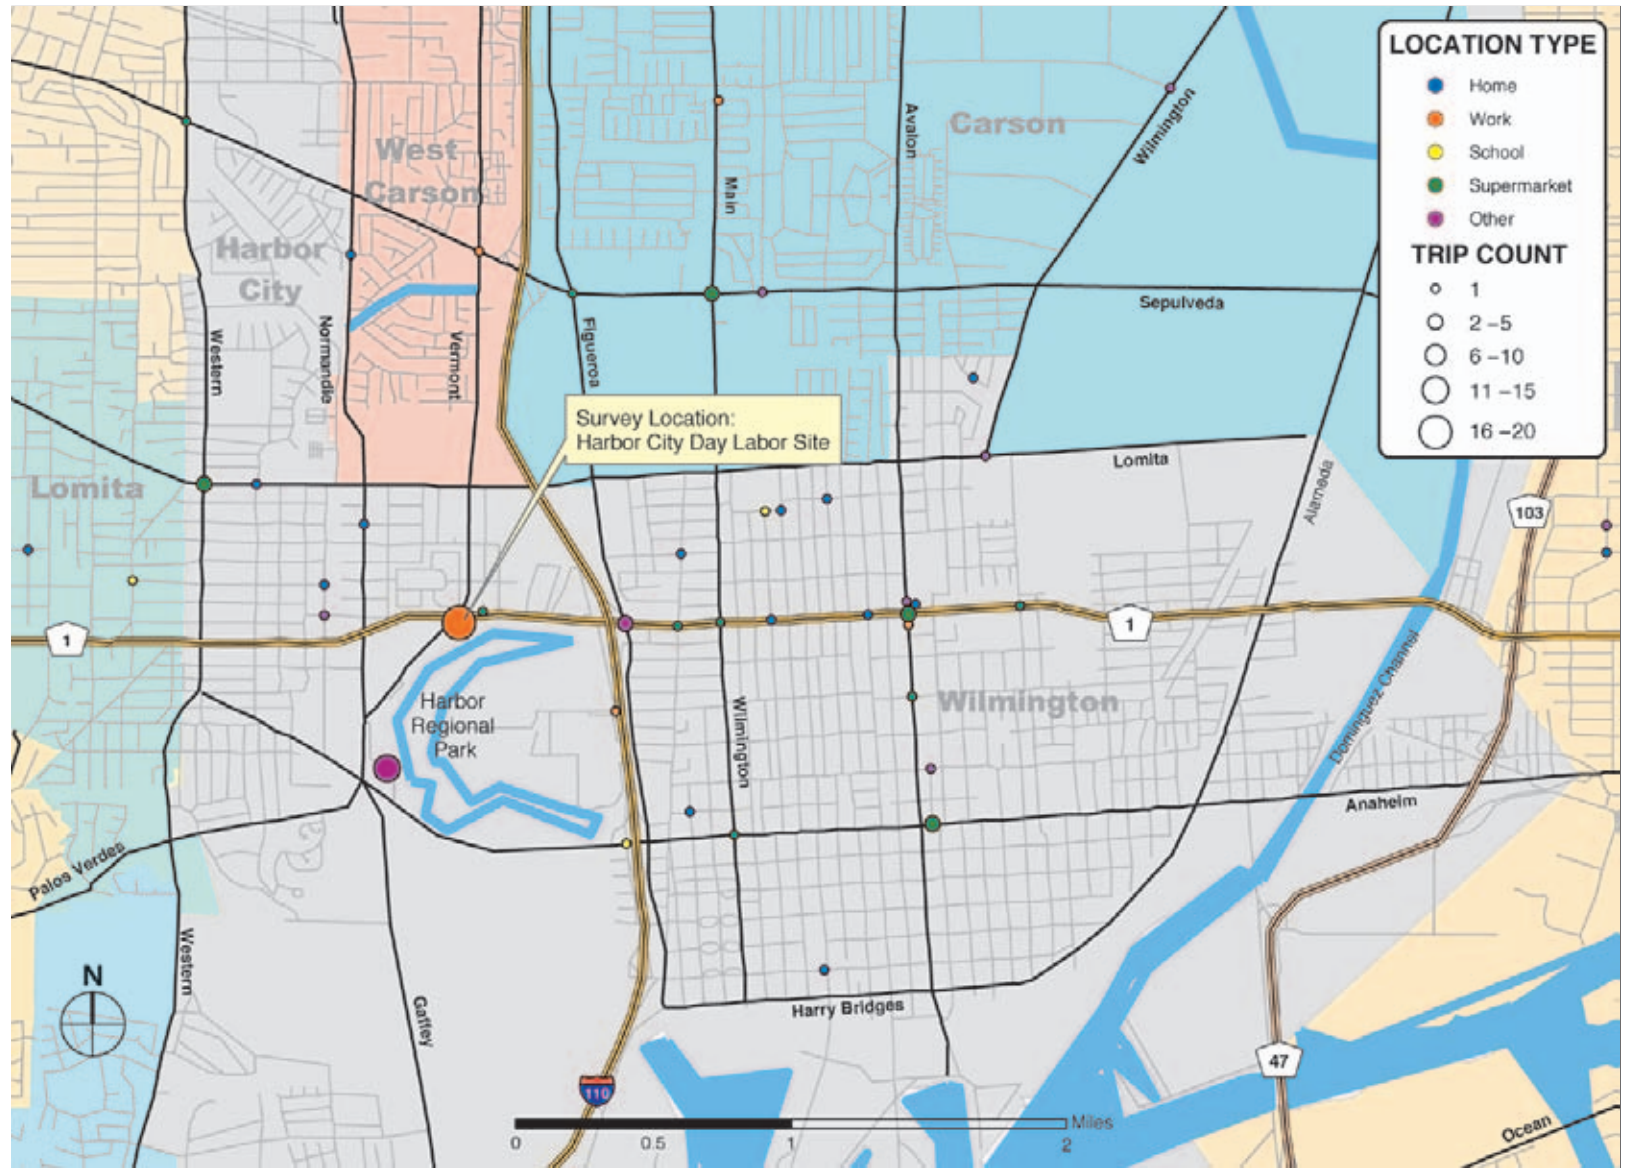 LOCATION TYPE
Home
Work
School
Supermarket
Other
TRIP COUNT
1
2 –5
6 –10
11 –15
16 –20
Carson
West
Carson
Harbor
City
Avalon
Wilmington
Main
Sepulveda
Western
Normandie
Vermont
Figueroa
Survey Location:
Harbor City Day Labor Site
Lomita
Lomita
Alameda
103
1
1
Harbor
Regional
Park
Wilmington
Wilmington
Dominguez Channel
Anaheim
Palos Verdes
Western
N
Gaffey
Harry Bridges
47
110
Miles
0
0.5
1
2
Ocean